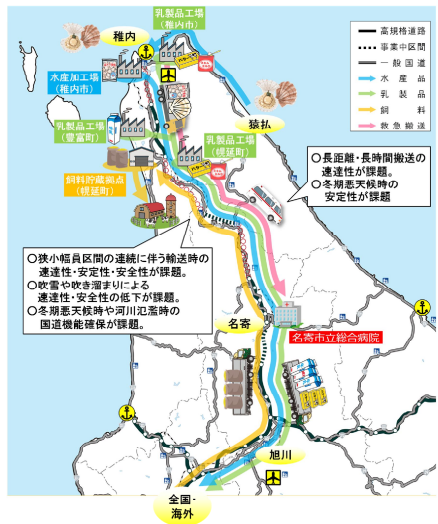 乳製品工場
(稚内市)
稚内
水産加工場
(稚内市)
猿払
乳製品工場
(豊富町)
乳製品工場
(幌延町)
飼料貯蔵拠点
(幌延町)
高規格道路
事業中区間
一般国道
水産品
乳製品
飼料
救急搬送
○長距離・長時間搬送の
速達性が課題。
○冬期悪天候時の
安定性が課題
○狭小幅員区間の連続に伴う輸送時の
速達性・安定性・安全性が課題。
○吹雪や吹き溜まりによる
速達性・安全性の低下が課題。
○冬期悪天候時や河川氾濫時の
国道機能確保が課題。
名寄
名寄市立総合病院
旭川
全国・
海外